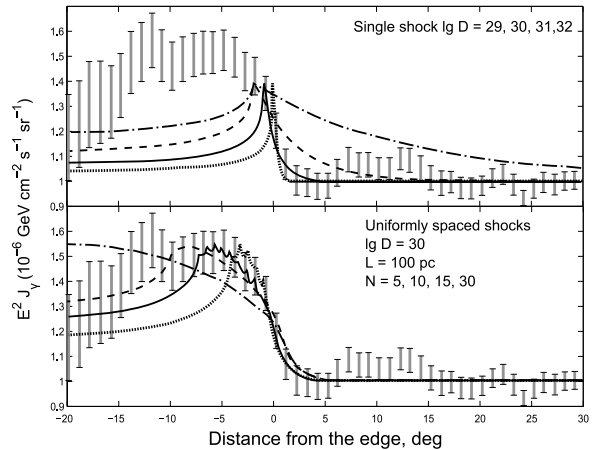 1,6
1,5
1,4
1,3
1,2
1,1
1
0,9
Single shock lg D = 29, 30, 31,32
E² Jγ (10⁻⁶ GeV cm⁻² s⁻¹ sr⁻¹)
1,6
1,5
1,4
1,3
1,2
1,1
1
0,9
Uniformly spaced shocks
lg D = 30
L = 100 pc
N = 5, 10, 15, 30
−20 −15 −10 −5 0 5 10 15 20 25 30
Distance from the edge, deg